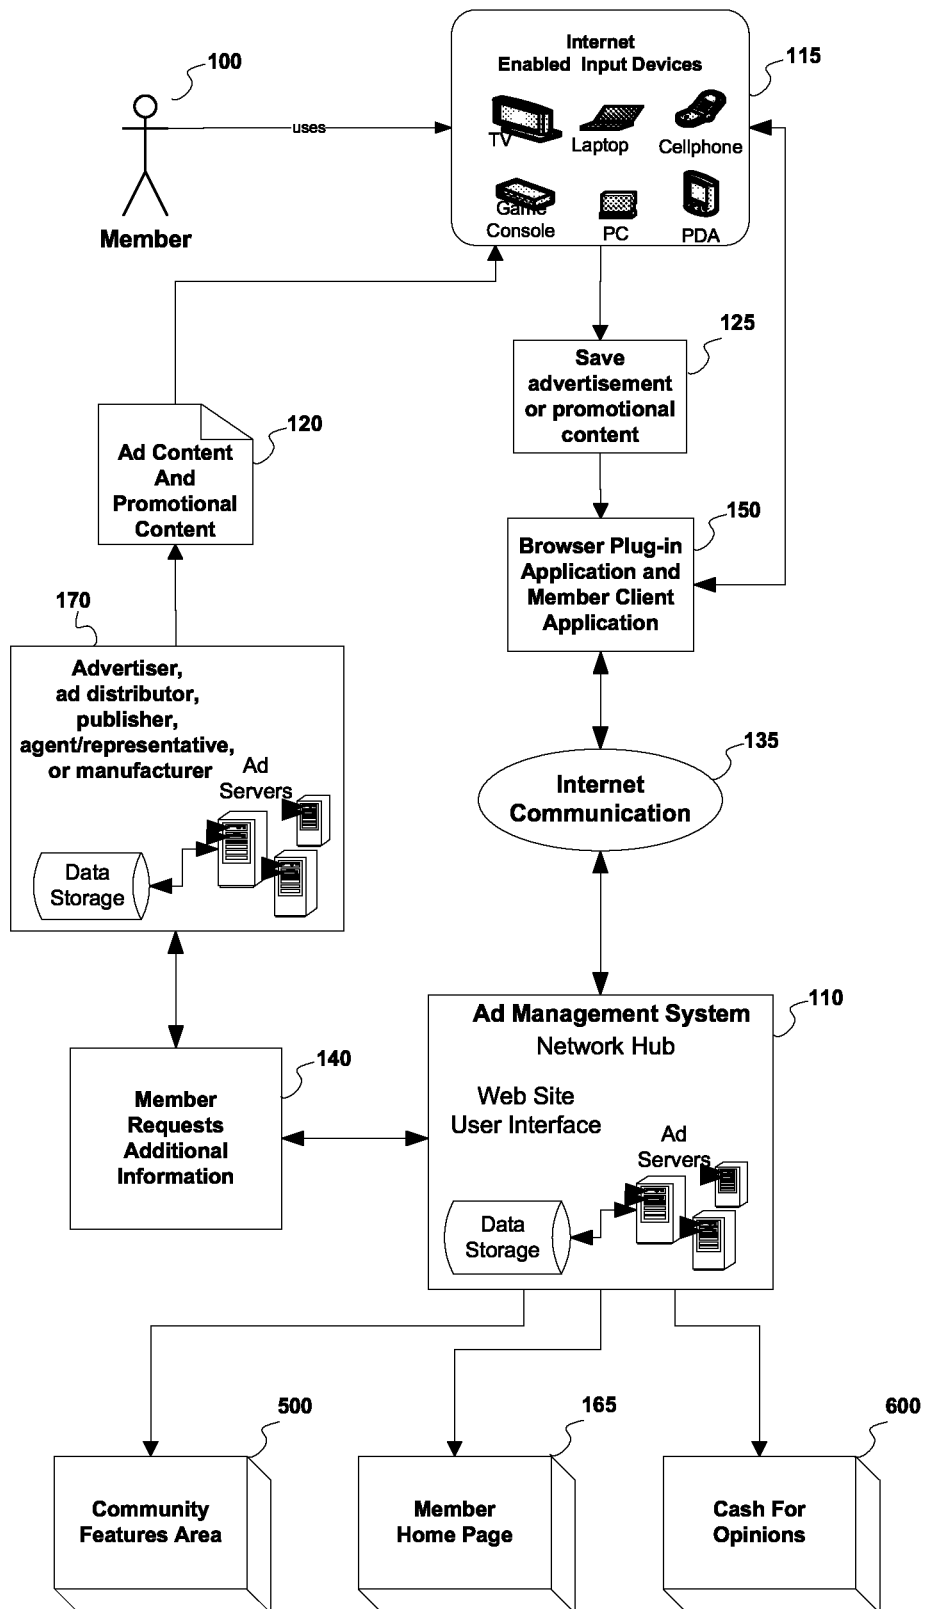 100
Member
uses
Internet
Enabled Input Devices
115
TV
Laptop
Cellphone
Game
Console
PC
PDA
125
Save
advertisement
or promotional
content
120
Ad Content
And
Promotional
Content
150
Browser Plug-in
Application and
Member Client
Application
170
Advertiser,
ad distributor,
publisher,
agent/representative,
or manufacturer
Ad
Servers
Data
Storage
135
Internet
Communication
110
Ad Management System
Network Hub
Web Site
User Interface
Ad
Servers
Data
Storage
140
Member
Requests
Additional
Information
500
Community
Features Area
165
Member
Home Page
600
Cash For
Opinions